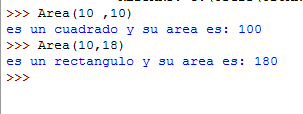 >>> Area(10 ,10)
es un cuadrado y su area es: 100
>>> Area(10,18)
es un rectangulo y su area es: 180
>>>